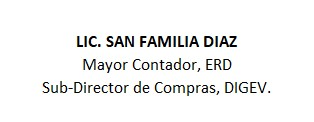 LIC. SAN FAMILIA DIAZ
Mayor Contador, ERD
Sub-Director de Compras, DIGEV.